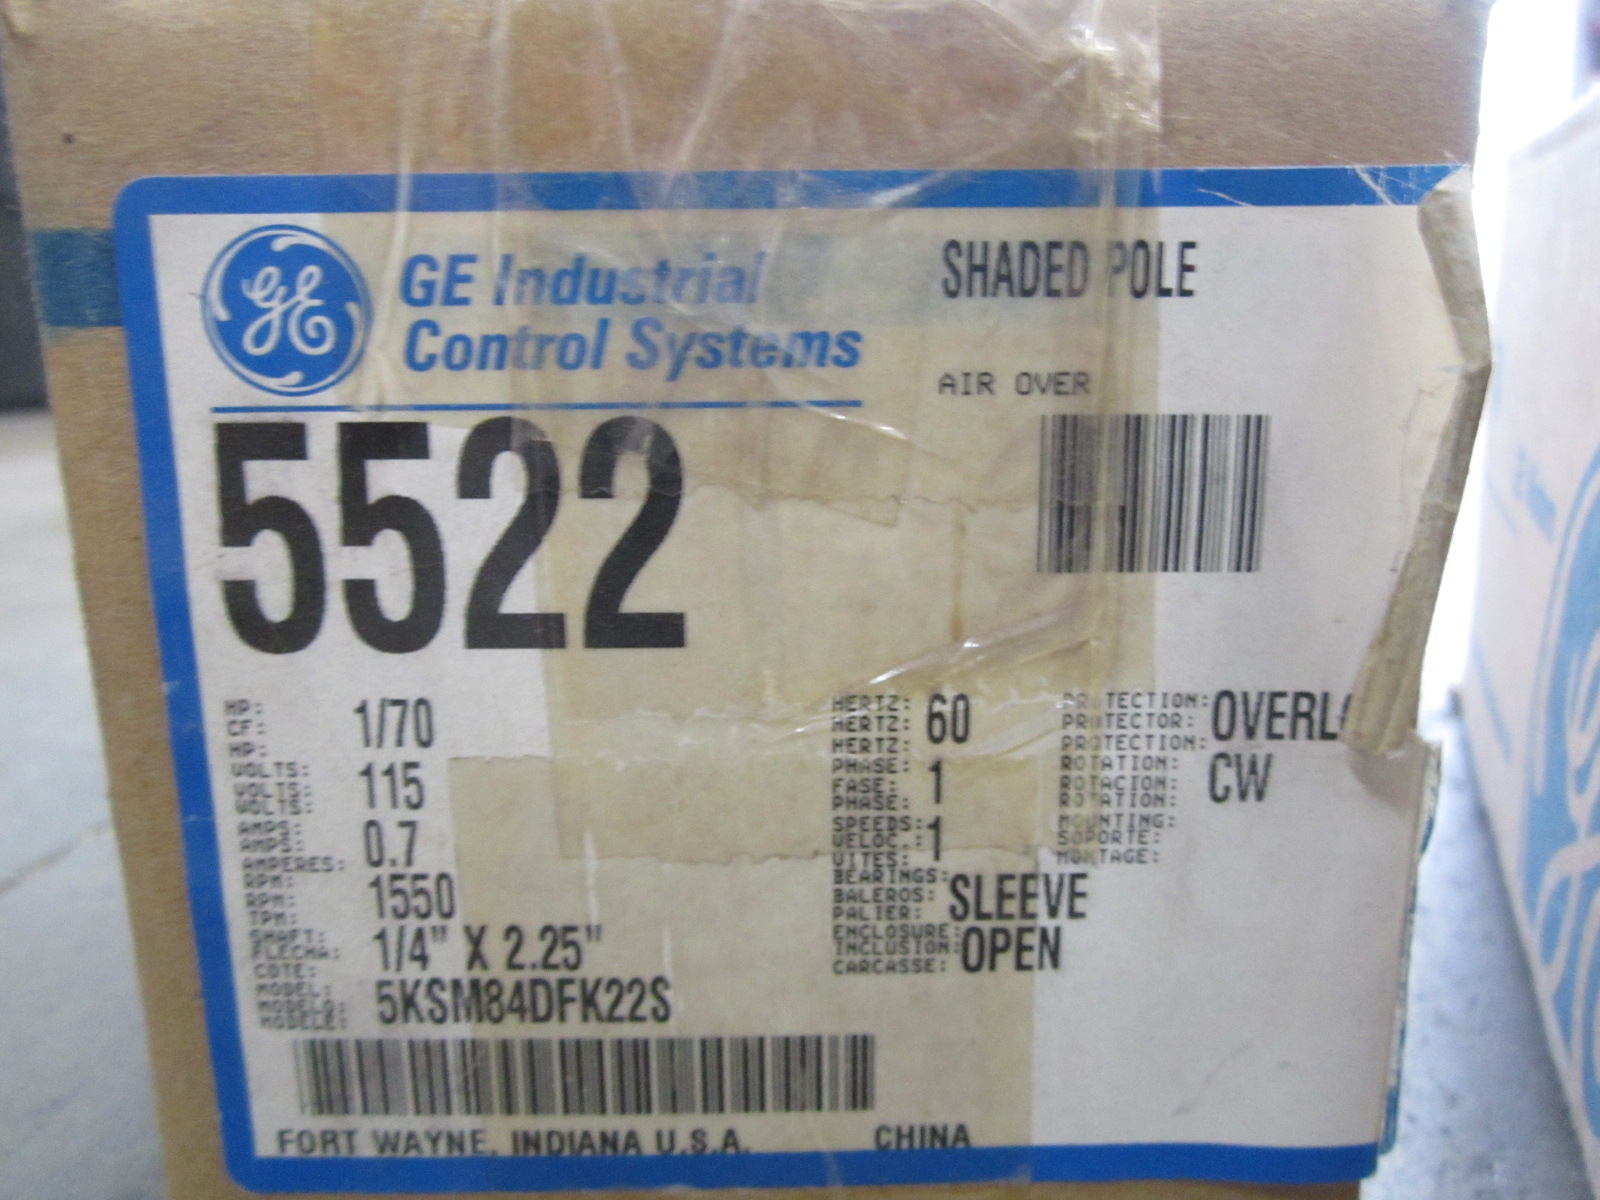 GE
GE Industrial
Control Systems
SHADED POLE
AIR OVER
5522
HP:
CF:
HP:
1/70
VOLTS:
VOLTS:
VOLTS:
115
AMPS:
AMPS:
AMPERES:
0.7
RPM:
RPM:
TPM:
1550
SHAFT:
FLECHA:
COTE:
1/4" X 2.25"
MODEL:
MODELO:
MODELE:
5KSM84DFK22S
HERTZ:
HERTZ:
HERTZ:
60
PHASE:
FASE:
PHASE:
1
SPEEDS:
VELOC.:
VITES:
1
BEARINGS:
BALEROS:
PALIER:
SLEEVE
ENCLOSURE:
INCLUSION:
CARCASSE:
OPEN
PROTECTION:
PROTECTOR:
PROTECTION:
OVERL
ROTATION:
ROTACION:
ROTATION:
CW
MOUNTING:
SOPORTE:
MONTAGE:
FORT WAYNE, INDIANA U.S.A. CHINA